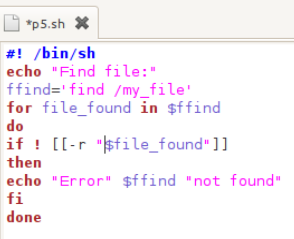 *p5.sh
#! /bin/sh
echo "Find file:"
ffind='find /my_file'
for file_found in $ffind
do
if ! [[-r "$file_found"]]
then
echo "Error" $ffind "not found"
fi
done